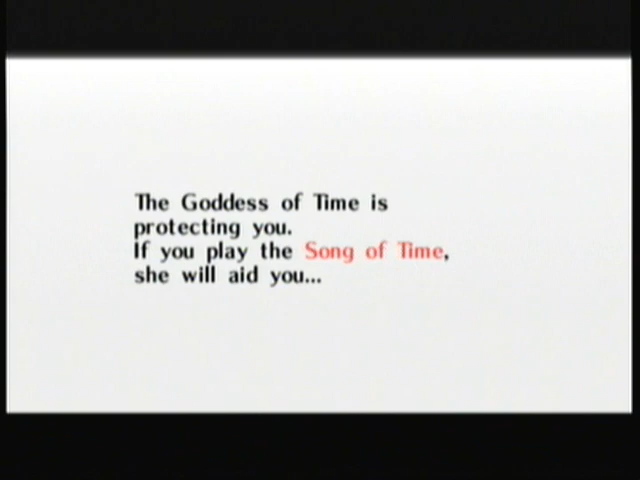 The Goddess of Time is
protecting you.
If you play the Song of Time,
she will aid you...